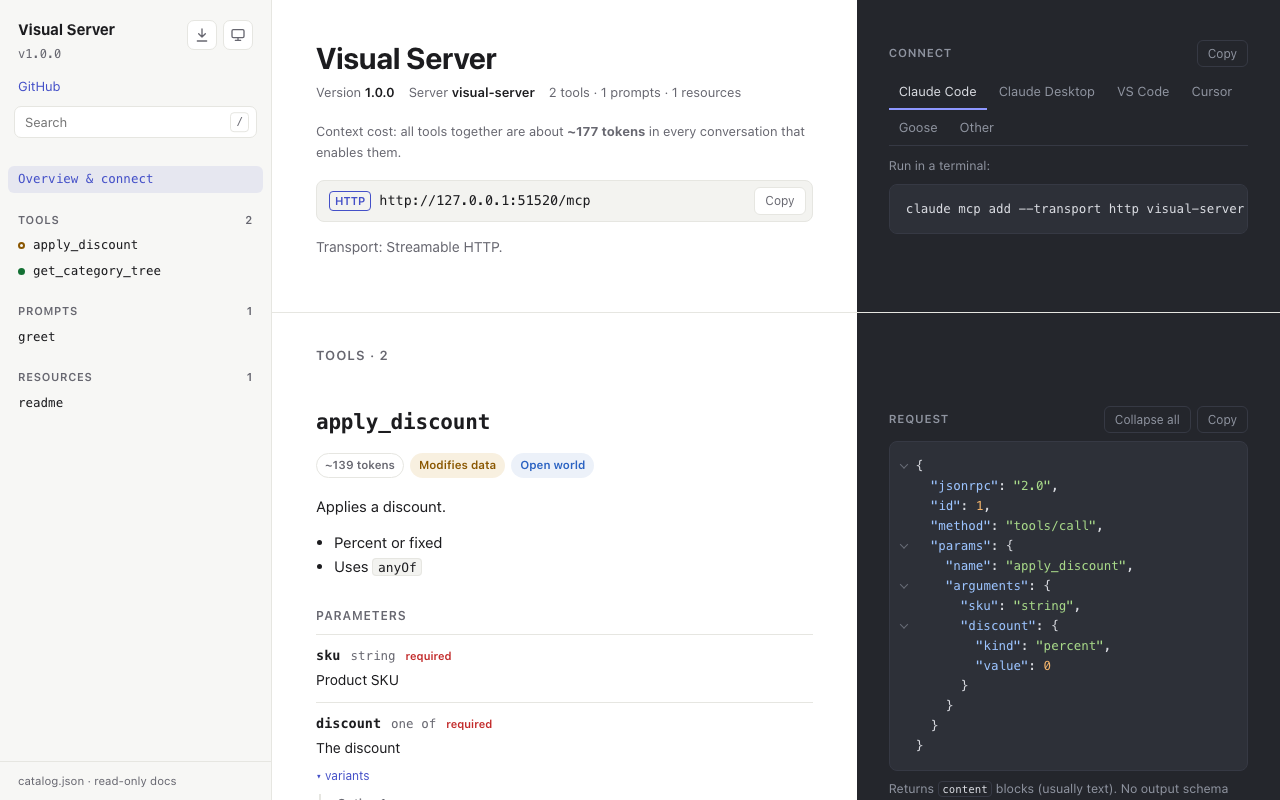 Visual Server
v1.0.0
GitHub
Search /
Overview & connect
TOOLS 2
apply_discount
get_category_tree
PROMPTS 1
greet
RESOURCES 1
readme
catalog.json · read-only docs
Visual Server
Version 1.0.0 Server visual-server 2 tools · 1 prompts · 1 resources
Context cost: all tools together are about ~177 tokens in every conversation that
enables them.
HTTP http://127.0.0.1:51520/mcp Copy
Transport: Streamable HTTP.
TOOLS · 2
apply_discount
~139 tokens Modifies data Open world
Applies a discount.
• Percent or fixed
• Uses anyOf
PARAMETERS
sku string required
Product SKU
discount one of required
The discount
▾ variants
CONNECT Copy
Claude Code Claude Desktop VS Code Cursor
Goose Other
Run in a terminal:
claude mcp add --transport http visual-server
REQUEST Collapse all Copy
{
"jsonrpc": "2.0",
"id": 1,
"method": "tools/call",
"params": {
"name": "apply_discount",
"arguments": {
"sku": "string",
"discount": {
"kind": "percent",
"value": 0
}
}
}
}
Returns content blocks (usually text). No output schema